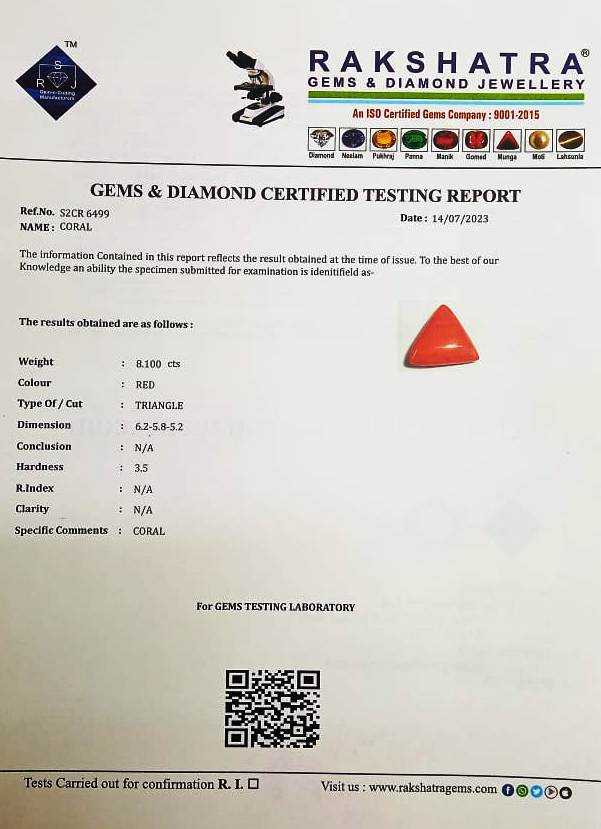 TM
S
R J
Gem-n-Cutting
Manufacturers
RAKSHATRA®
GEMS & DIAMOND JEWELLERY
An ISO Certified Gems Company : 9001-2015
Diamond Neelam Pukhraj Panna Manik Gomed Munga Moti Lahsunia
GEMS & DIAMOND CERTIFIED TESTING REPORT
Ref.No. S2CR 6499
Date : 14/07/2023
NAME : CORAL
The information Contained in this report reflects the result obtained at the time of issue. To the best of our
Knowledge an ability the specimen submitted for examination is idenitifield as-
The results obtained are as follows :
Weight : 8.100 cts
Colour : RED
Type Of / Cut : TRIANGLE
Dimension : 6.2-5.8-5.2
Conclusion : N/A
Hardness : 3.5
R.Index : N/A
Clarity : N/A
Specific Comments : CORAL
For GEMS TESTING LABORATORY
Tests Carried out for confirmation R. I. ☐
Visit us : www.rakshatragems.com